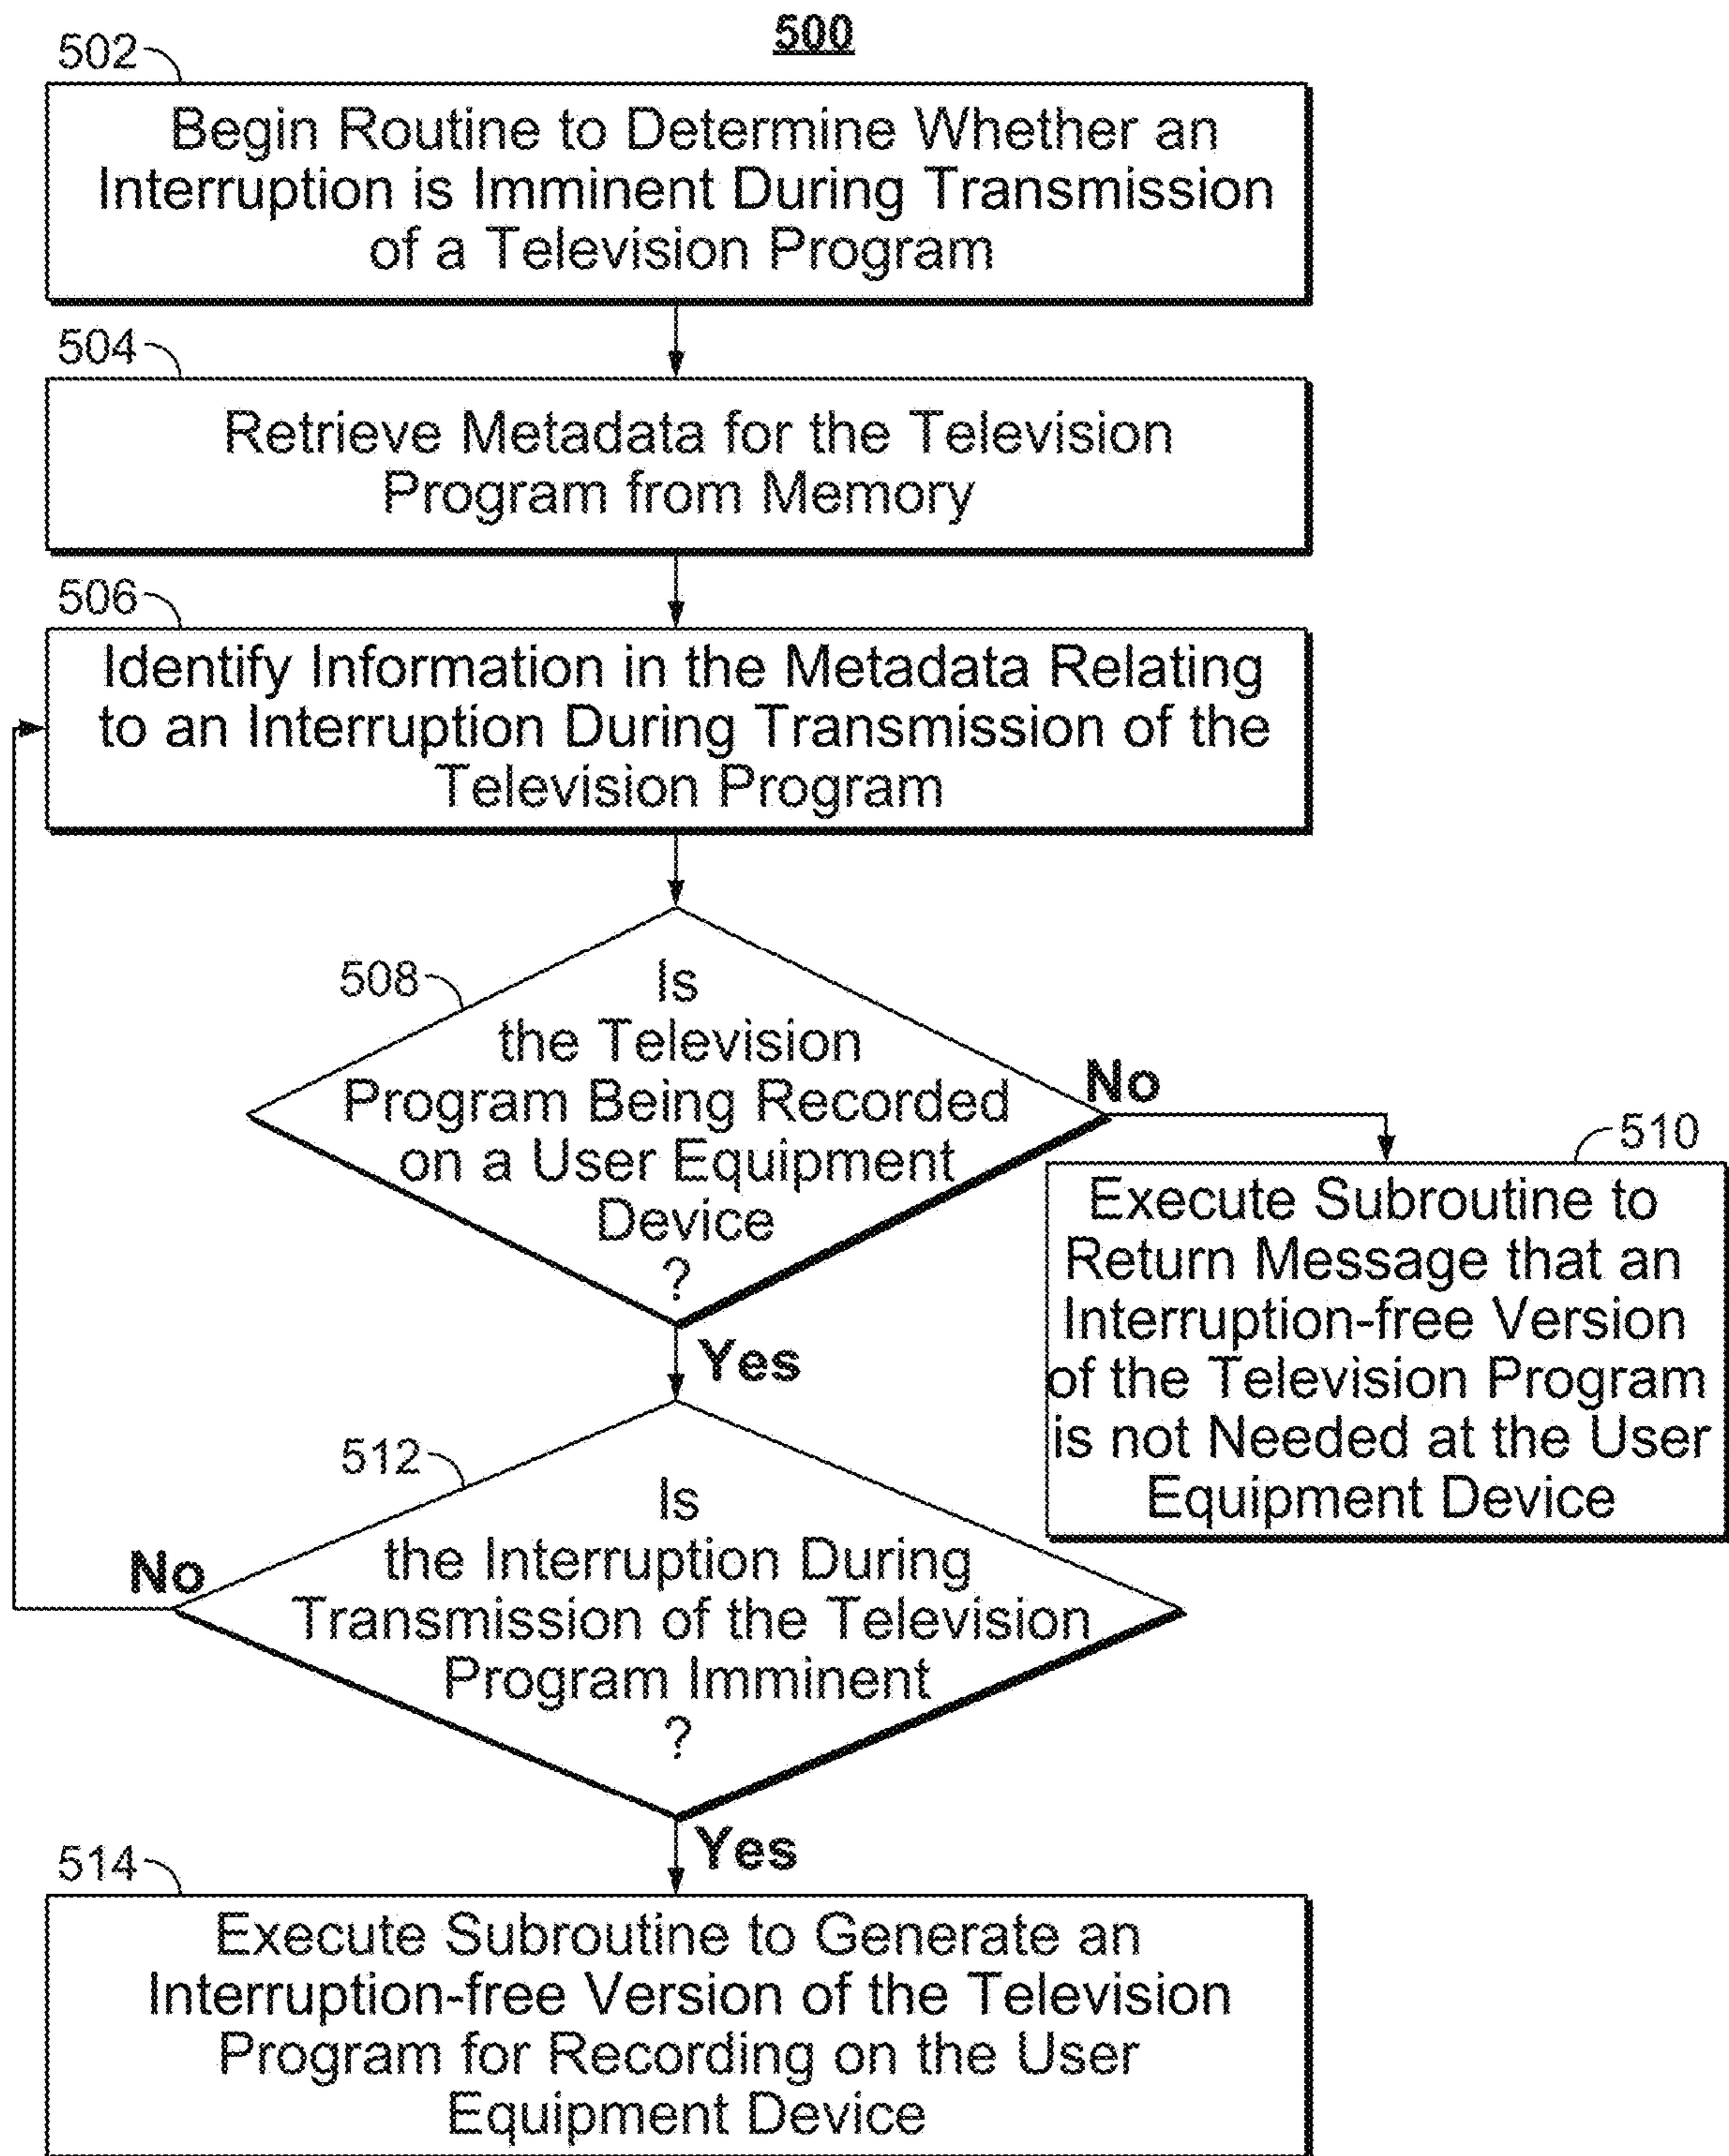 500
502
Begin Routine to Determine Whether an
Interruption is Imminent During Transmission
of a Television Program
504
Retrieve Metadata for the Television
Program from Memory
506
Identify Information in the Metadata Relating
to an Interruption During Transmission of the
Television Program
508
Is
the Television
Program Being Recorded
on a User Equipment
Device
?
No
510
Execute Subroutine to
Return Message that an
Interruption-free Version
of the Television Program
is not Needed at the User
Equipment Device
Yes
512
Is
the Interruption During
Transmission of the Television
Program Imminent
?
No
Yes
514
Execute Subroutine to Generate an
Interruption-free Version of the Television
Program for Recording on the User
Equipment Device